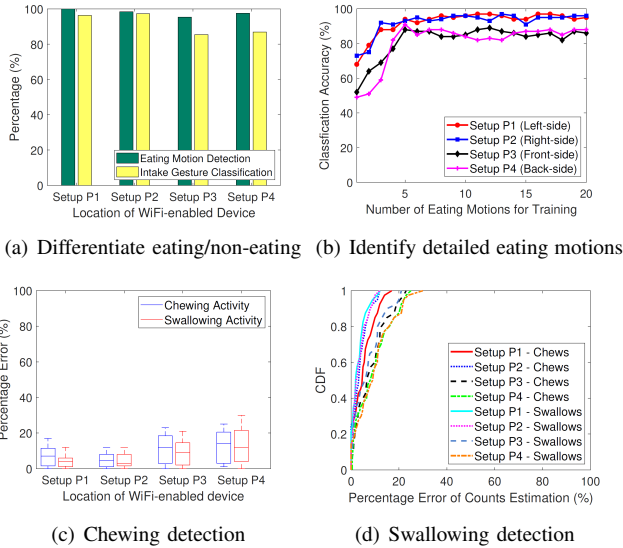 100
80
60
40
20
0
Percentage (%)
Eating Motion Detection
Intake Gesture Classification
Setup P1 Setup P2 Setup P3 Setup P4
Location of WiFi-enabled Device
(a) Differentiate eating/non-eating
100
80
60
40
20
0
Classfication Accuracy (%)
Setup P1 (Left-side)
Setup P2 (Right-side)
Setup P3 (Front-side)
Setup P4 (Back-side)
5 10 15 20
Number of Eating Motions for Training
(b) Identify detailed eating motions
100
80
60
40
20
0
Percentage Error (%)
Chewing Activity
Swallowing Activity
Setup P1 Setup P2 Setup P3 Setup P4
Location of WiFi-enabled device
(c) Chewing detection
1
0.8
0.6
0.4
0.2
0
CDF
Setup P1 - Chews
Setup P2 - Chews
Setup P3 - Chews
Setup P4 - Chews
Setup P1 - Swallows
Setup P2 - Swallows
Setup P3 - Swallows
Setup P4 - Swallows
0 20 40 60 80 100
Percentage Error of Counts Estimation (%)
(d) Swallowing detection